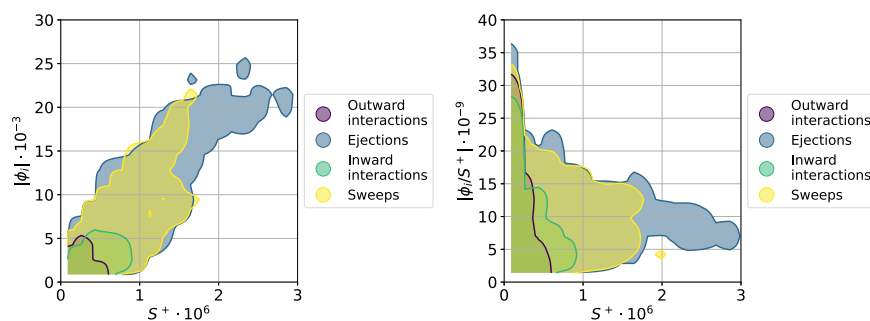 30
25
20
15
10
5
0
0
1
2
3
|ϕᵢ| · 10⁻³
S⁺ · 10⁶
Outward
interactions
Ejections
Inward
interactions
Sweeps
40
35
30
25
20
15
10
5
0
0
1
2
3
|ϕᵢ/S⁺| · 10⁻⁹
S⁺ · 10⁶
Outward
interactions
Ejections
Inward
interactions
Sweeps